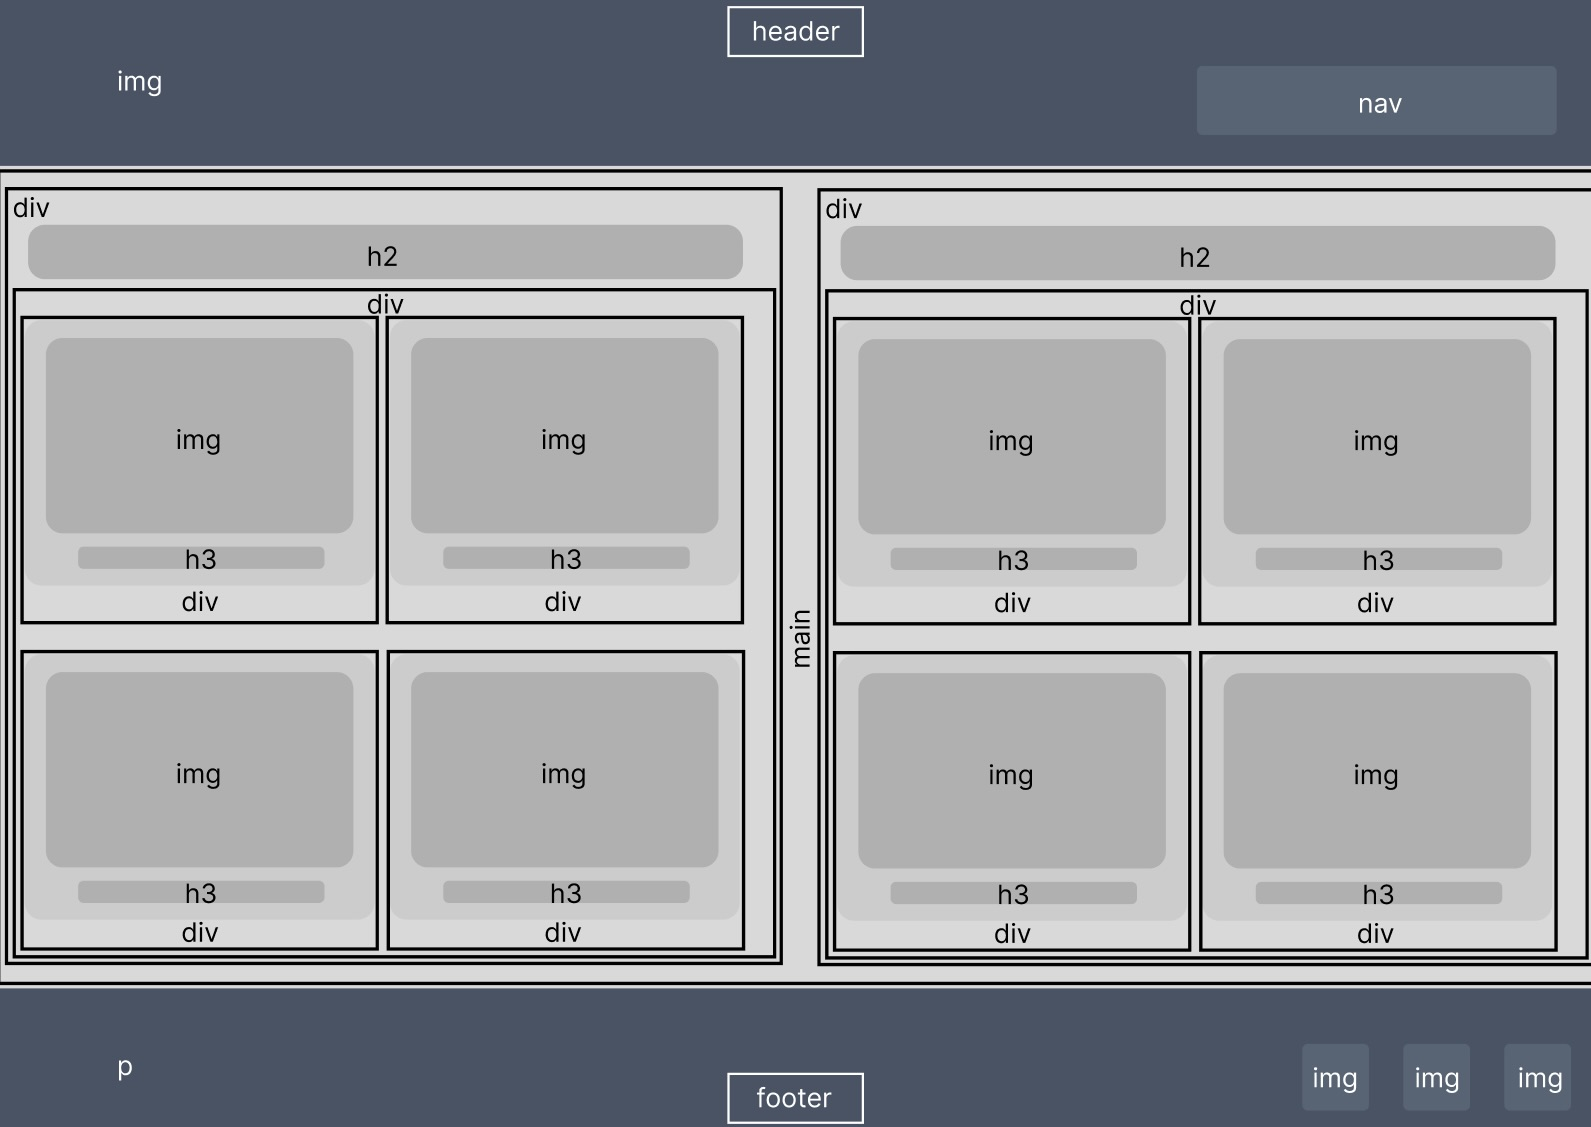 header
img
nav
div
h2
div
img
img
h3
h3
div
div
img
img
h3
h3
div
div
main
div
h2
div
img
img
h3
h3
div
div
img
img
h3
h3
div
div
p
footer
img
img
img